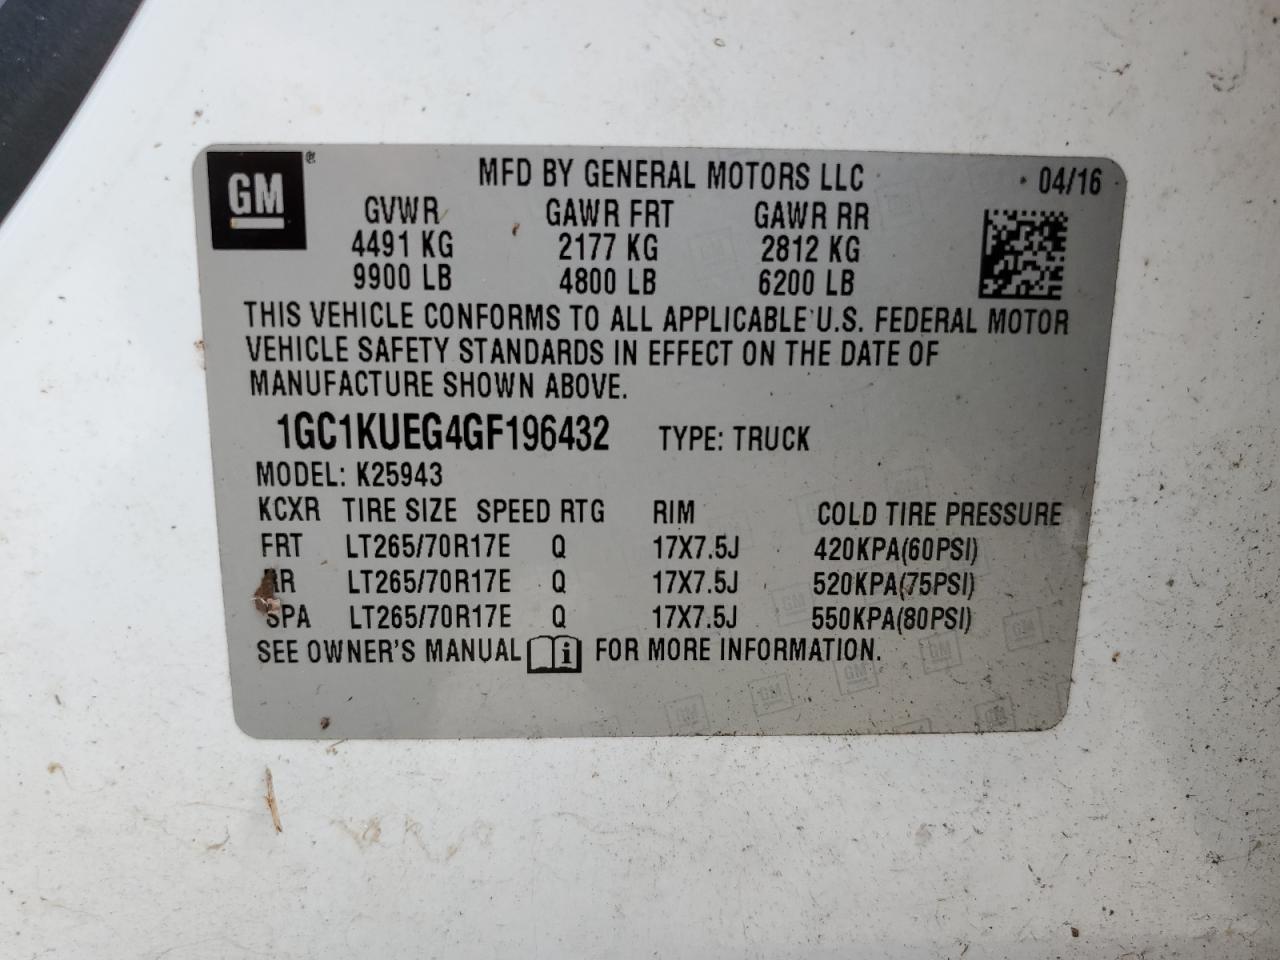 GM ®
MFD BY GENERAL MOTORS LLC 04/16
GVWR GAWR FRT GAWR RR
4491 KG 2177 KG 2812 KG
9900 LB 4800 LB 6200 LB
THIS VEHICLE CONFORMS TO ALL APPLICABLE U.S. FEDERAL MOTOR
VEHICLE SAFETY STANDARDS IN EFFECT ON THE DATE OF
MANUFACTURE SHOWN ABOVE.
1GC1KUEG4GF196432 TYPE: TRUCK
MODEL: K25943
KCXR TIRE SIZE SPEED RTG RIM COLD TIRE PRESSURE
FRT LT265/70R17E Q 17X7.5J 420KPA(60PSI)
RR LT265/70R17E Q 17X7.5J 520KPA(75PSI)
SPA LT265/70R17E Q 17X7.5J 550KPA(80PSI)
SEE OWNER'S MANUAL i FOR MORE INFORMATION.